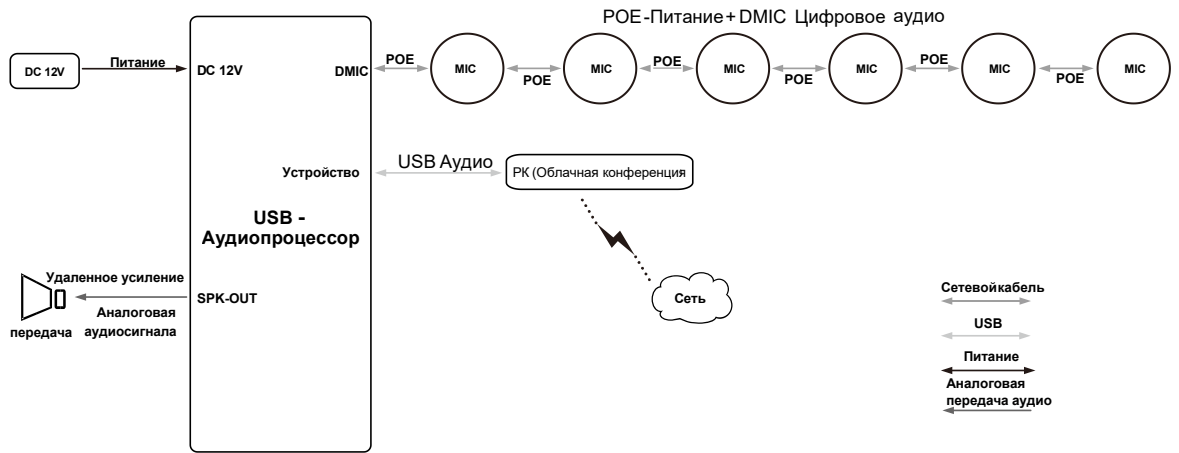 POE-Питание+DMIC Цифровое аудио
DC 12V
Питание
DC 12V
DMIC
POE
MIC
POE
MIC
POE
MIC
POE
MIC
POE
MIC
POE
MIC
Устройство
USB Аудио
РК (Облачная конференция
USB -
Аудиопроцессор
Удаленное усиление
SPK-OUT
Аналоговая
передача аудиосигнала
Сеть
Сетевойкабель
USB
Питание
Аналоговая
передача аудио